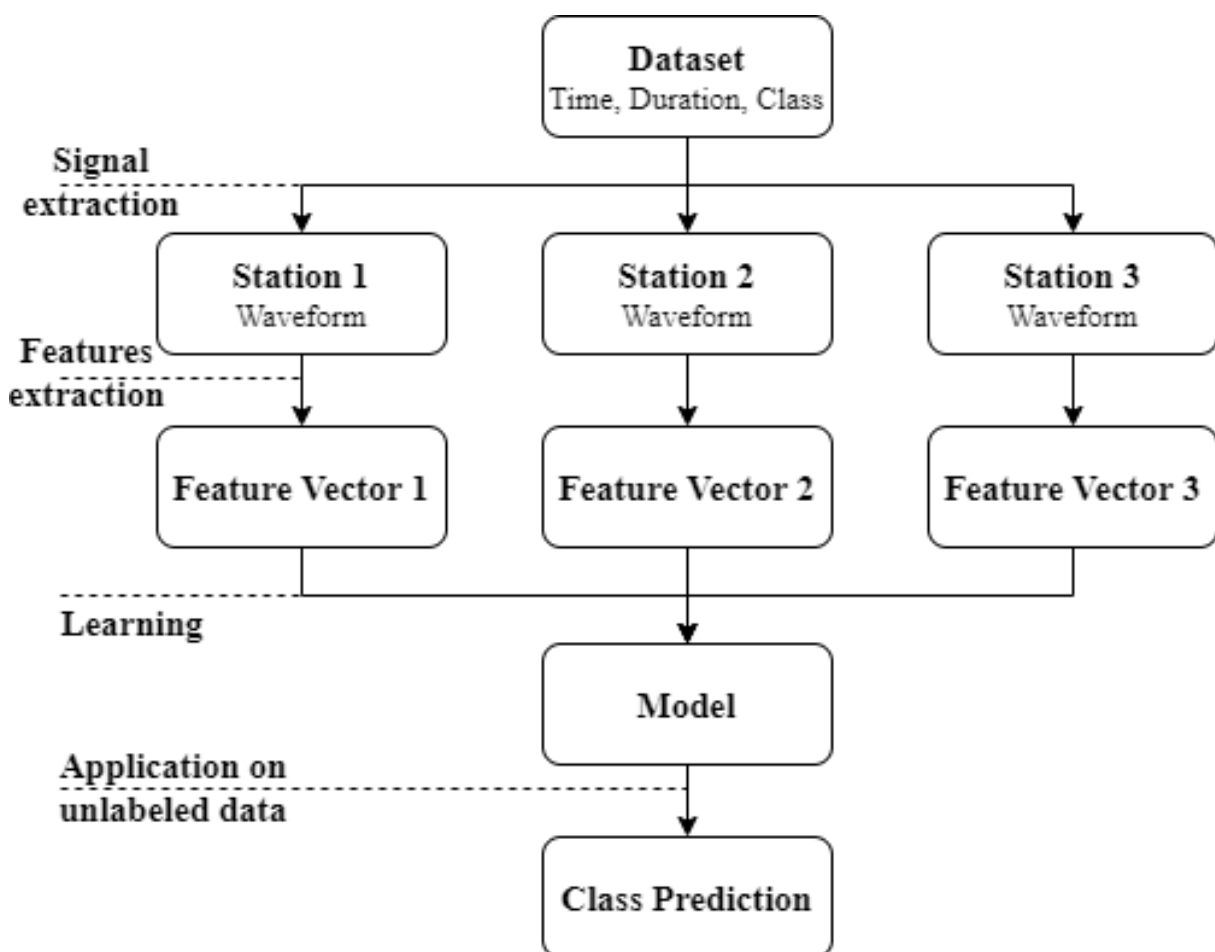 Dataset
Time, Duration, Class
Signal
extraction
Station 1
Waveform
Station 2
Waveform
Station 3
Waveform
Features
extraction
Feature Vector 1
Feature Vector 2
Feature Vector 3
Learning
Model
Application on
unlabeled data
Class Prediction